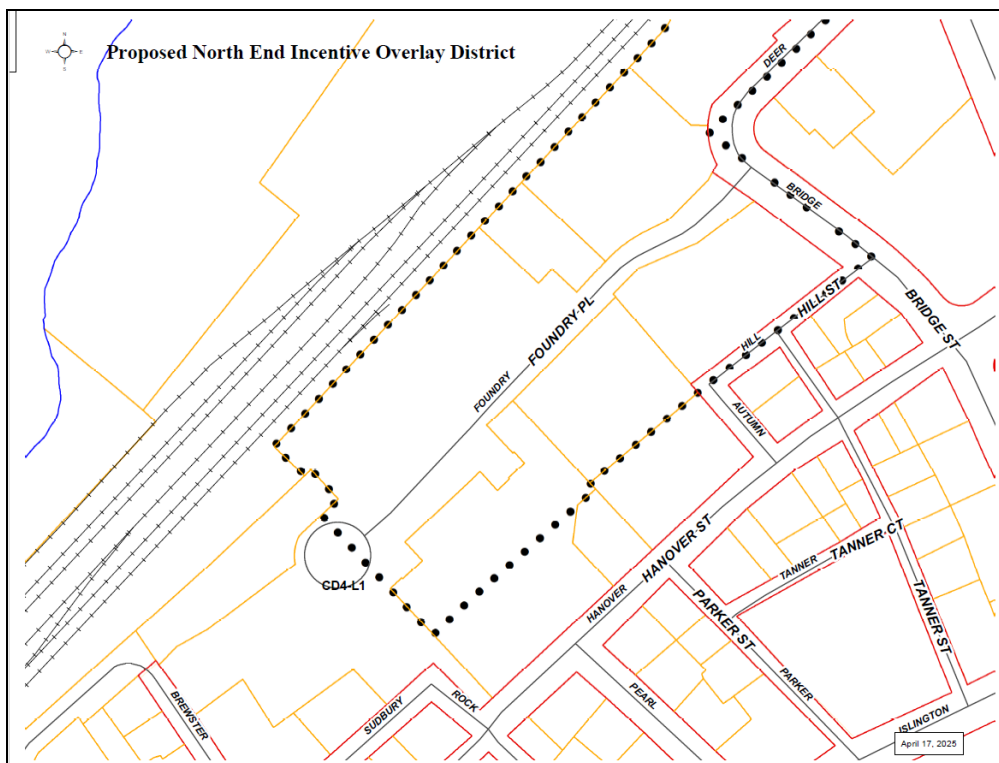 N
W
E
S
Proposed North End Incentive Overlay District
DEER
BRIDGE
BRIDGE ST
HILL ST
HILL
FOUNDRY PL
FOUNDRY
AUTUMN
HANOVER ST
HANOVER
TANNER CT
TANNER
TANNER ST
PARKER ST
PARKER
CD4-L1
PEARL
ROCK
SUDBURY
BREWSTER
ISLINGTON
April 17, 2025